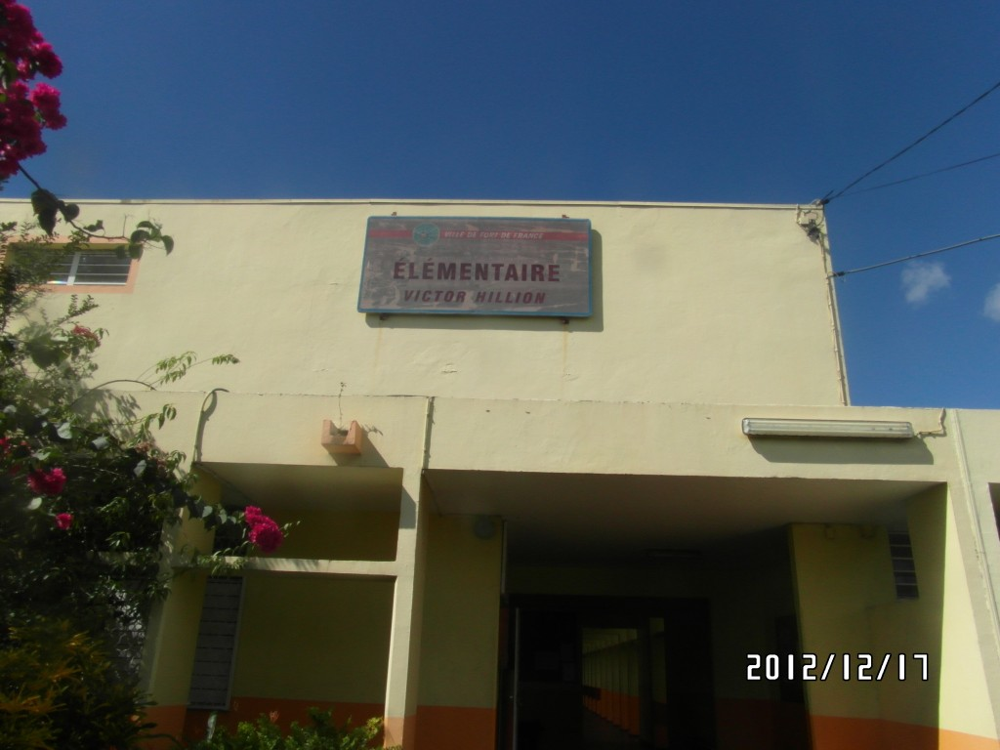 VILLE DE FORT DE FRANCE
ÉLÉMENTAIRE
VICTOR HILLION
2012/12/17